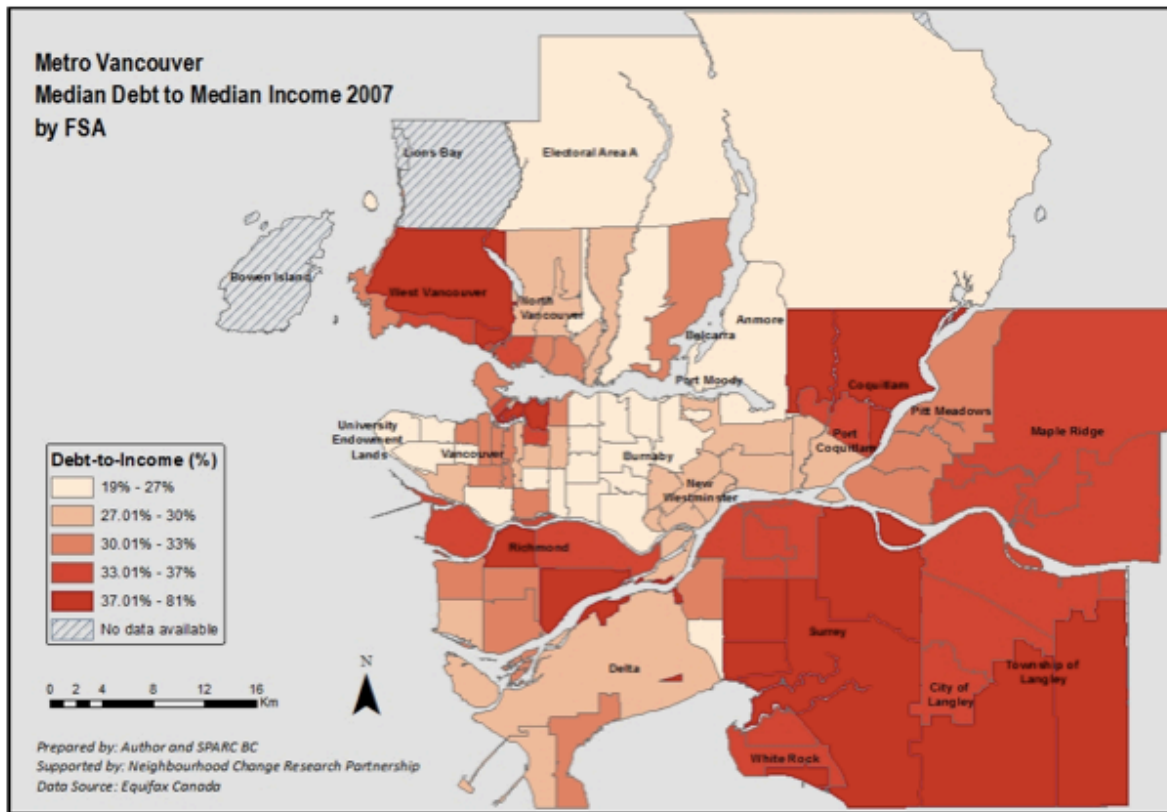 Metro Vancouver
Median Debt to Median Income 2007
by FSA
Lions Bay
Electoral Area A
Bowen Island
West Vancouver
North
Vancouver
Anmore
Belcarra
Port Moody
Coquitlam
Pitt Meadows
Port
Coquitlam
Maple Ridge
University
Endowment
Lands
Vancouver
Burnaby
New
Westminster
Richmond
Surrey
Delta
City of
Langley
Township of
Langley
White Rock
Debt-to-Income (%)
19% - 27%
27.01% - 30%
30.01% - 33%
33.01% - 37%
37.01% - 81%
No data available
N
0 2 4 8 12 16
Km
Prepared by: Author and SPARC BC
Supported by: Neighbourhood Change Research Partnership
Data Source: Equifax Canada